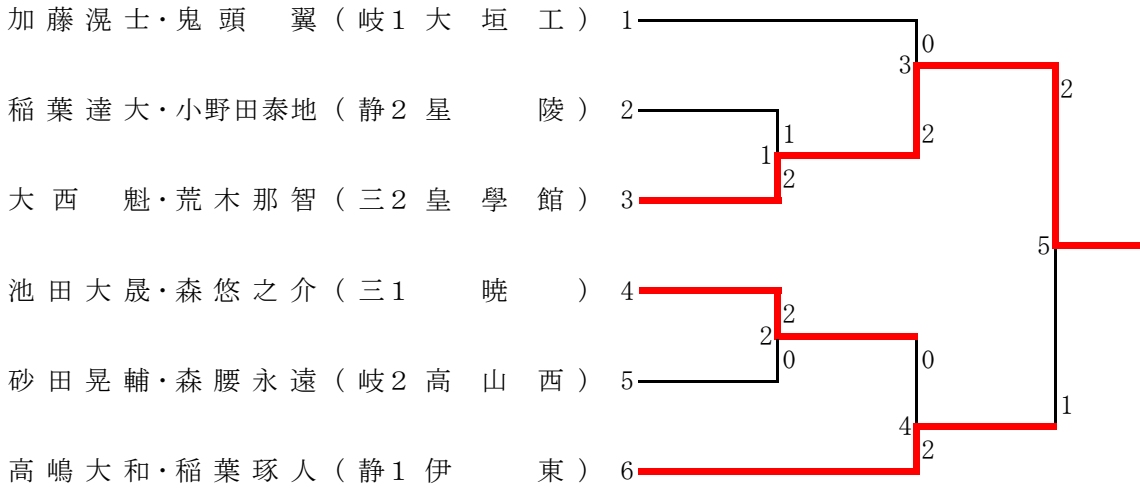 加藤滉士・鬼頭 翼（岐1 大垣工） 1
0
3
2
稲葉達大・小野田泰地（静2 星 陵） 2
1
2
1
2
大西 魁・荒木那智（三2 皇學館） 3
5
池田大晟・森悠之介（三1 暁 ） 4
2
2
0
0
砂田晃輔・森腰永遠（岐2 高山西） 5
1
4
2
高嶋大和・稲葉琢人（静1 伊 東） 6